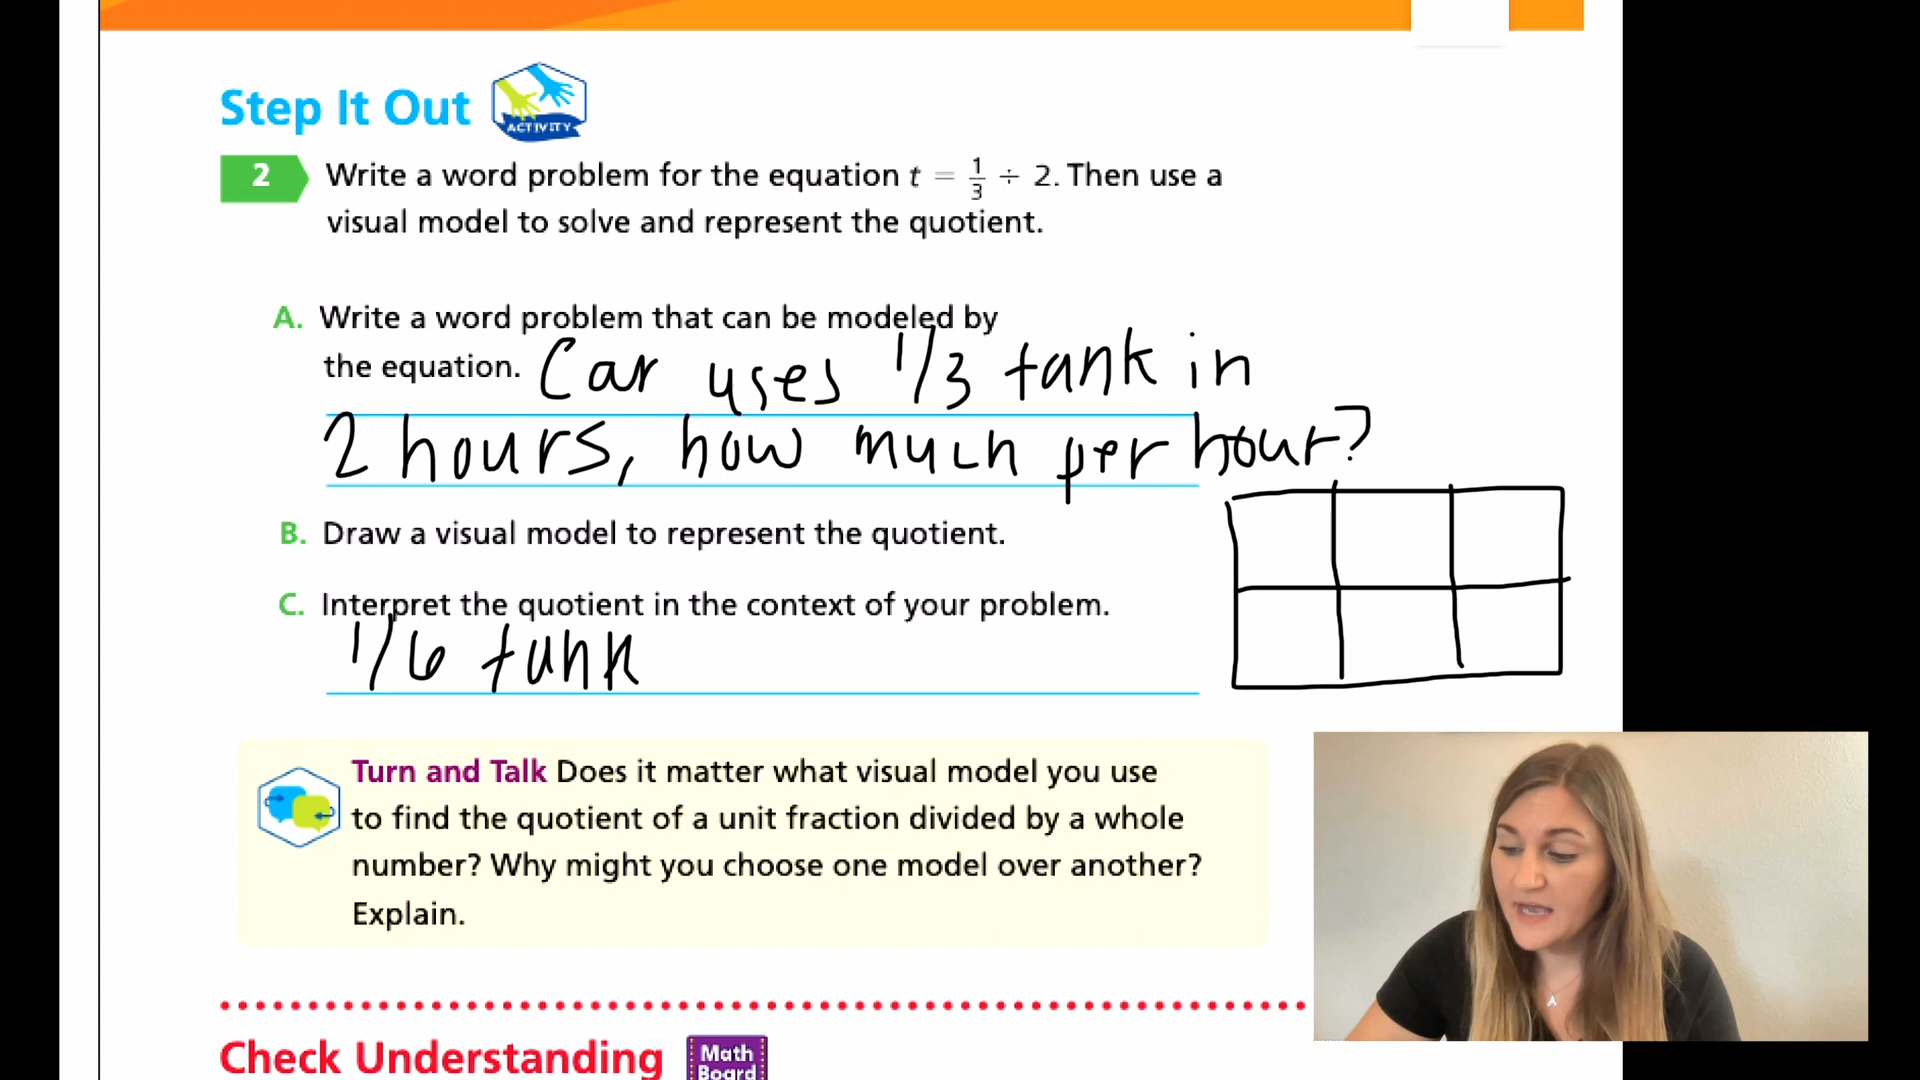 Step It Out
ACTIVITY
2 Write a word problem for the equation t = 1/3 ÷ 2. Then use a
visual model to solve and represent the quotient.
A. Write a word problem that can be modeled by
the equation. Car uses 1/3 tank in
2 hours, how much per hour?
B. Draw a visual model to represent the quotient.
C. Interpret the quotient in the context of your problem.
1/6 tank
Turn and Talk Does it matter what visual model you use
to find the quotient of a unit fraction divided by a whole
number? Why might you choose one model over another?
Explain.
Check Understanding Math
Board
A